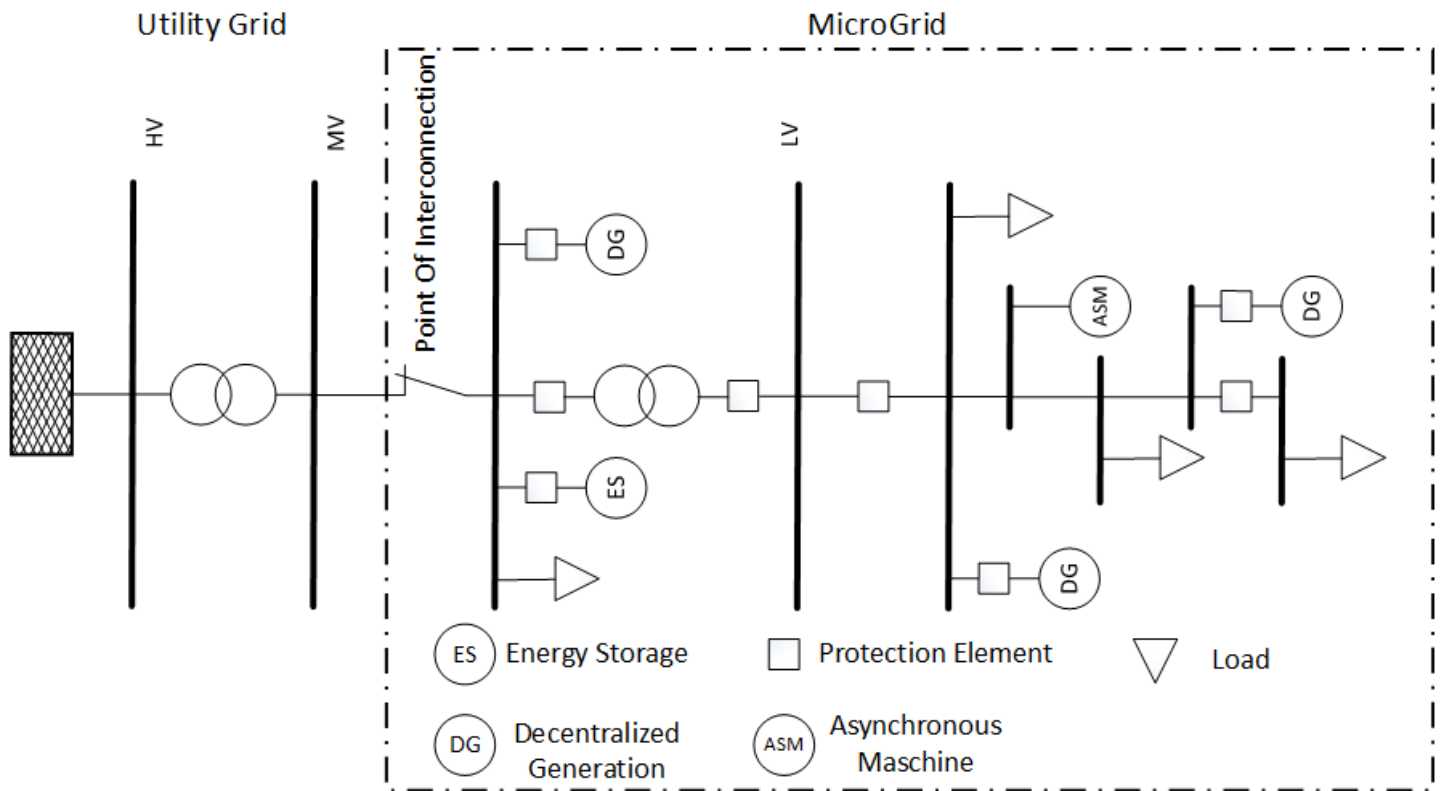 Utility Grid
MicroGrid
HV
MV
Point Of Interconnection
LV
DG
ASM
DG
ES
DG
ES Energy Storage
Protection Element
Load
DG
Decentralized
Generation
ASM
Asynchronous
Maschine